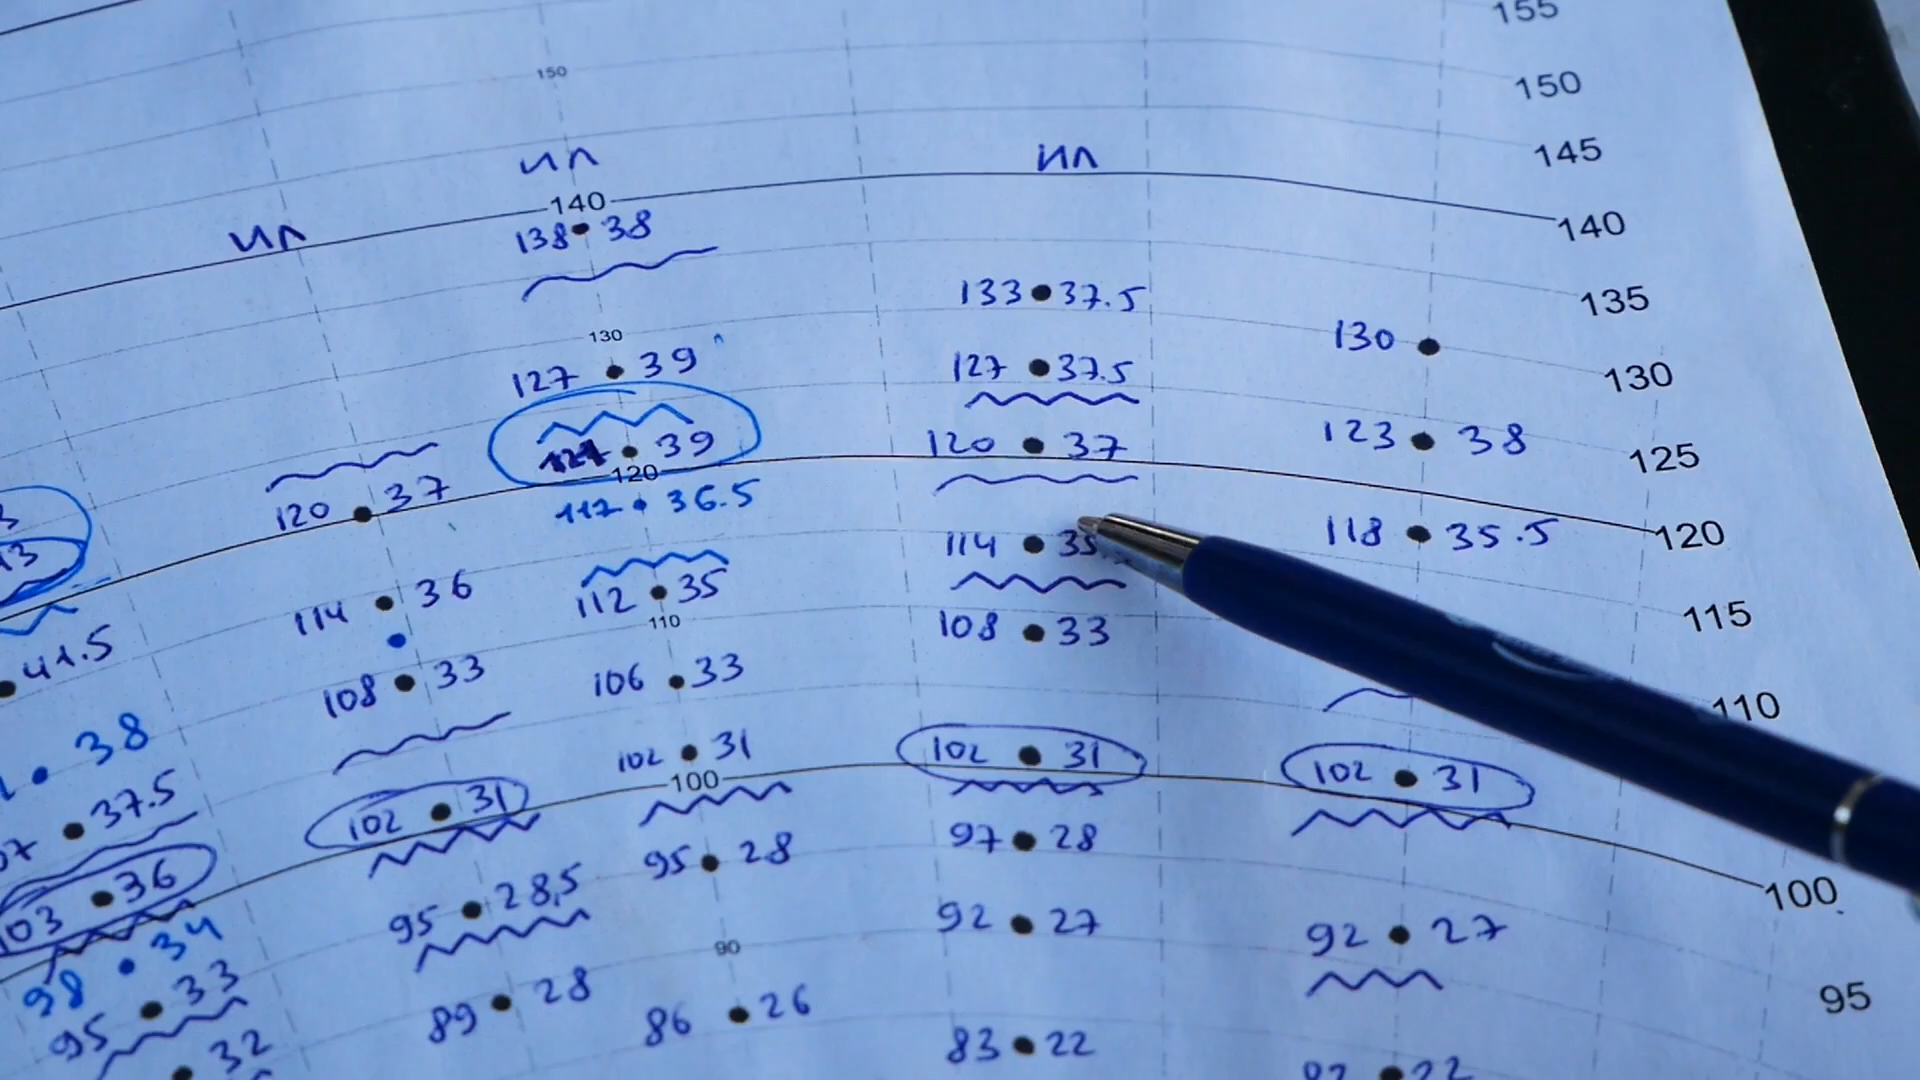 155
150
150
145
ИЛ
ИЛ
ИЛ
140
140
138 • 38
133 • 37.5
135
130
130 •
127 • 39
127 • 37.5
130
• 39
120 • 37
123 • 38
125
120
120 • 37
117 • 36.5
114 • 35
118 • 35.5
120
114 • 36
112 • 35
115
110
108 • 33
• 41.5
108 • 33
106 • 33
110
• 38
102 • 31
102 • 31
102 • 31
100
• 37.5
102 • 31
100
103 • 36
95 • 28
97 • 28
95 • 28,5
92 • 27
92 • 27
98 • 34
90
95
95 • 33
89 • 28
86 • 26
83 • 22
• 32
• 22